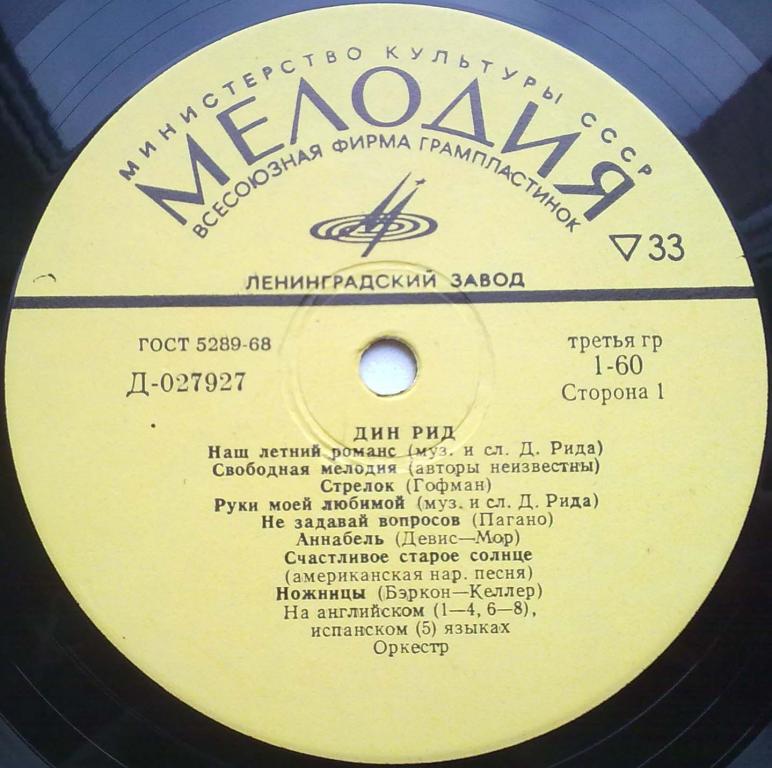 МИНИСТЕРСТВО КУЛЬТУРЫ СССР
МЕЛОДИЯ
ВСЕСОЮЗНАЯ ФИРМА ГРАМПЛАСТИНОК
33
ЛЕНИНГРАДСКИЙ ЗАВОД
ГОСТ 5289-68
Д-027927
третья гр
1-60
Сторона 1
ДИН РИД
Наш летний романс (муз. и сл. Д. Рида)
Свободная мелодия (авторы неизвестны)
Стрелок (Гофман)
Руки моей любимой (муз. и сл. Д. Рида)
Не задавай вопросов (Пагано)
Аннабель (Девис—Мор)
Счастливое старое солнце
(американская нар. песня)
Ножницы (Бэркон—Келлер)
На английском (1—4, 6—8),
испанском (5) языках
Оркестр